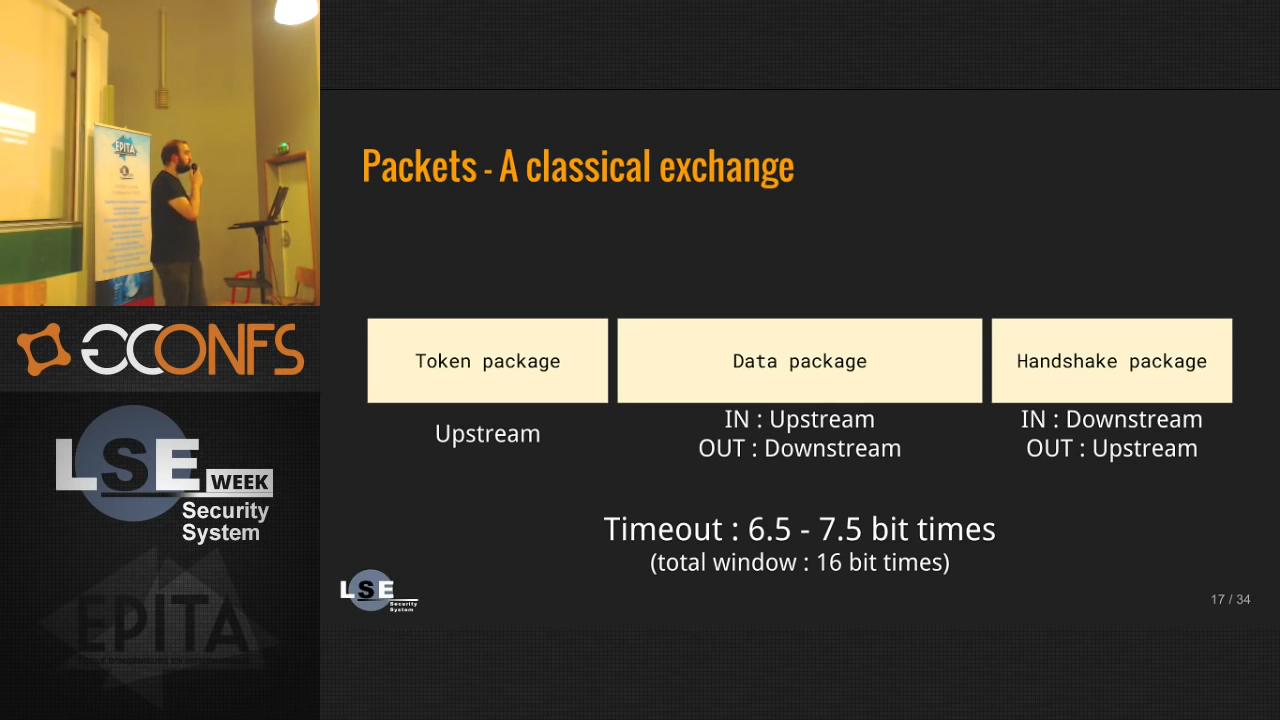 EPITA
Packets - A classical exchange
Token package
Data package
Handshake package
Upstream
IN : Upstream
OUT : Downstream
IN : Downstream
OUT : Upstream
Timeout : 6.5 - 7.5 bit times
(total window : 16 bit times)
LSE
Security
System
17 / 34
GCONFS
LSE WEEK
Security
System
EPITA